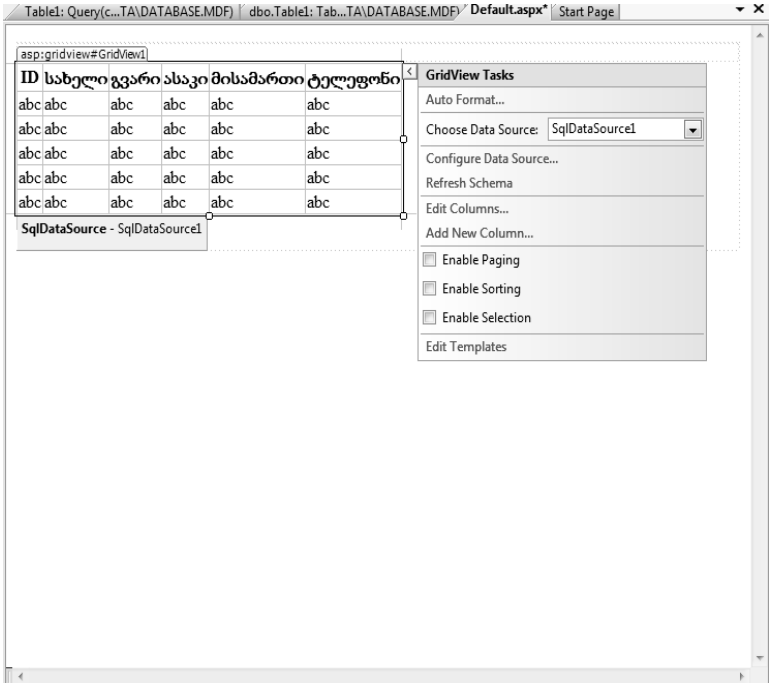 Table1: Query(c...TA\DATABASE.MDF) dbo.Table1: Tab...TA\DATABASE.MDF) Default.aspx* Start Page
asp:gridview#GridView1
ID სახელი გვარი ასაკი მისამართი ტელეფონი
abc abc abc abc abc abc
abc abc abc abc abc abc
abc abc abc abc abc abc
abc abc abc abc abc abc
abc abc abc abc abc abc
SqlDataSource - SqlDataSource1
GridView Tasks
Auto Format...
Choose Data Source: SqlDataSource1
Configure Data Source...
Refresh Schema
Edit Columns...
Add New Column...
Enable Paging
Enable Sorting
Enable Selection
Edit Templates